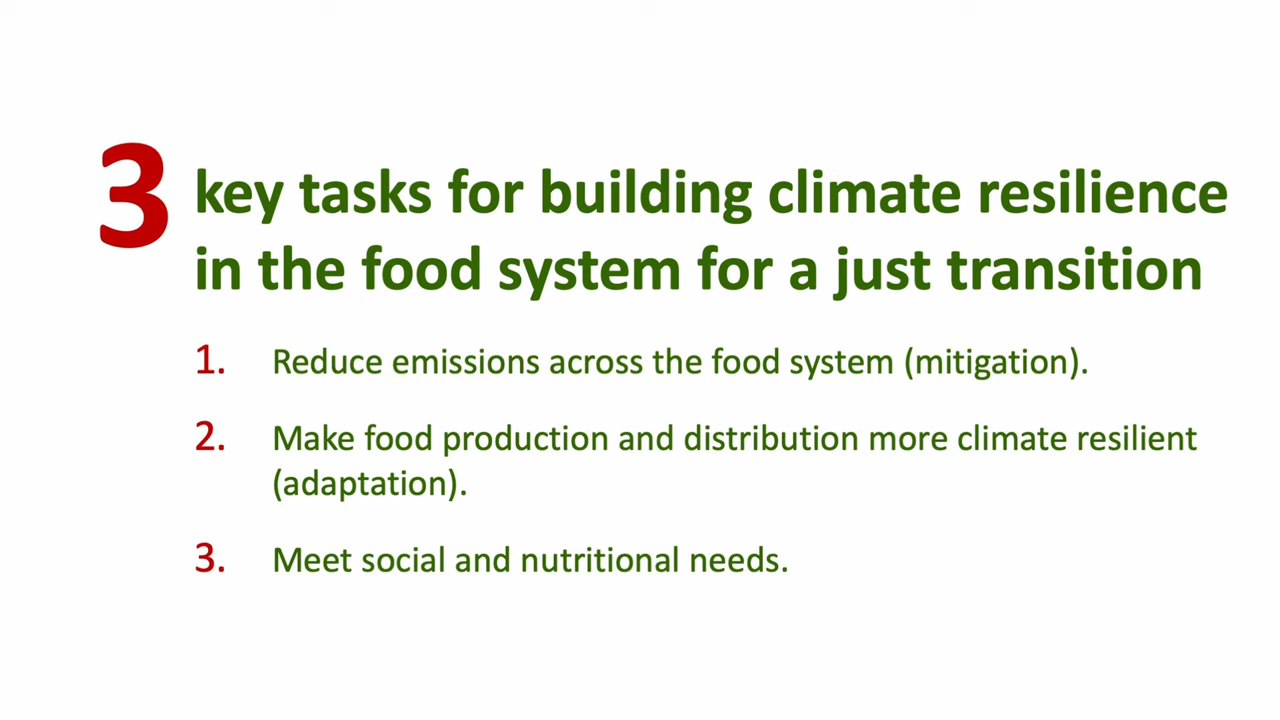 3 key tasks for building climate resilience
in the food system for a just transition
1. Reduce emissions across the food system (mitigation).
2. Make food production and distribution more climate resilient
(adaptation).
3. Meet social and nutritional needs.